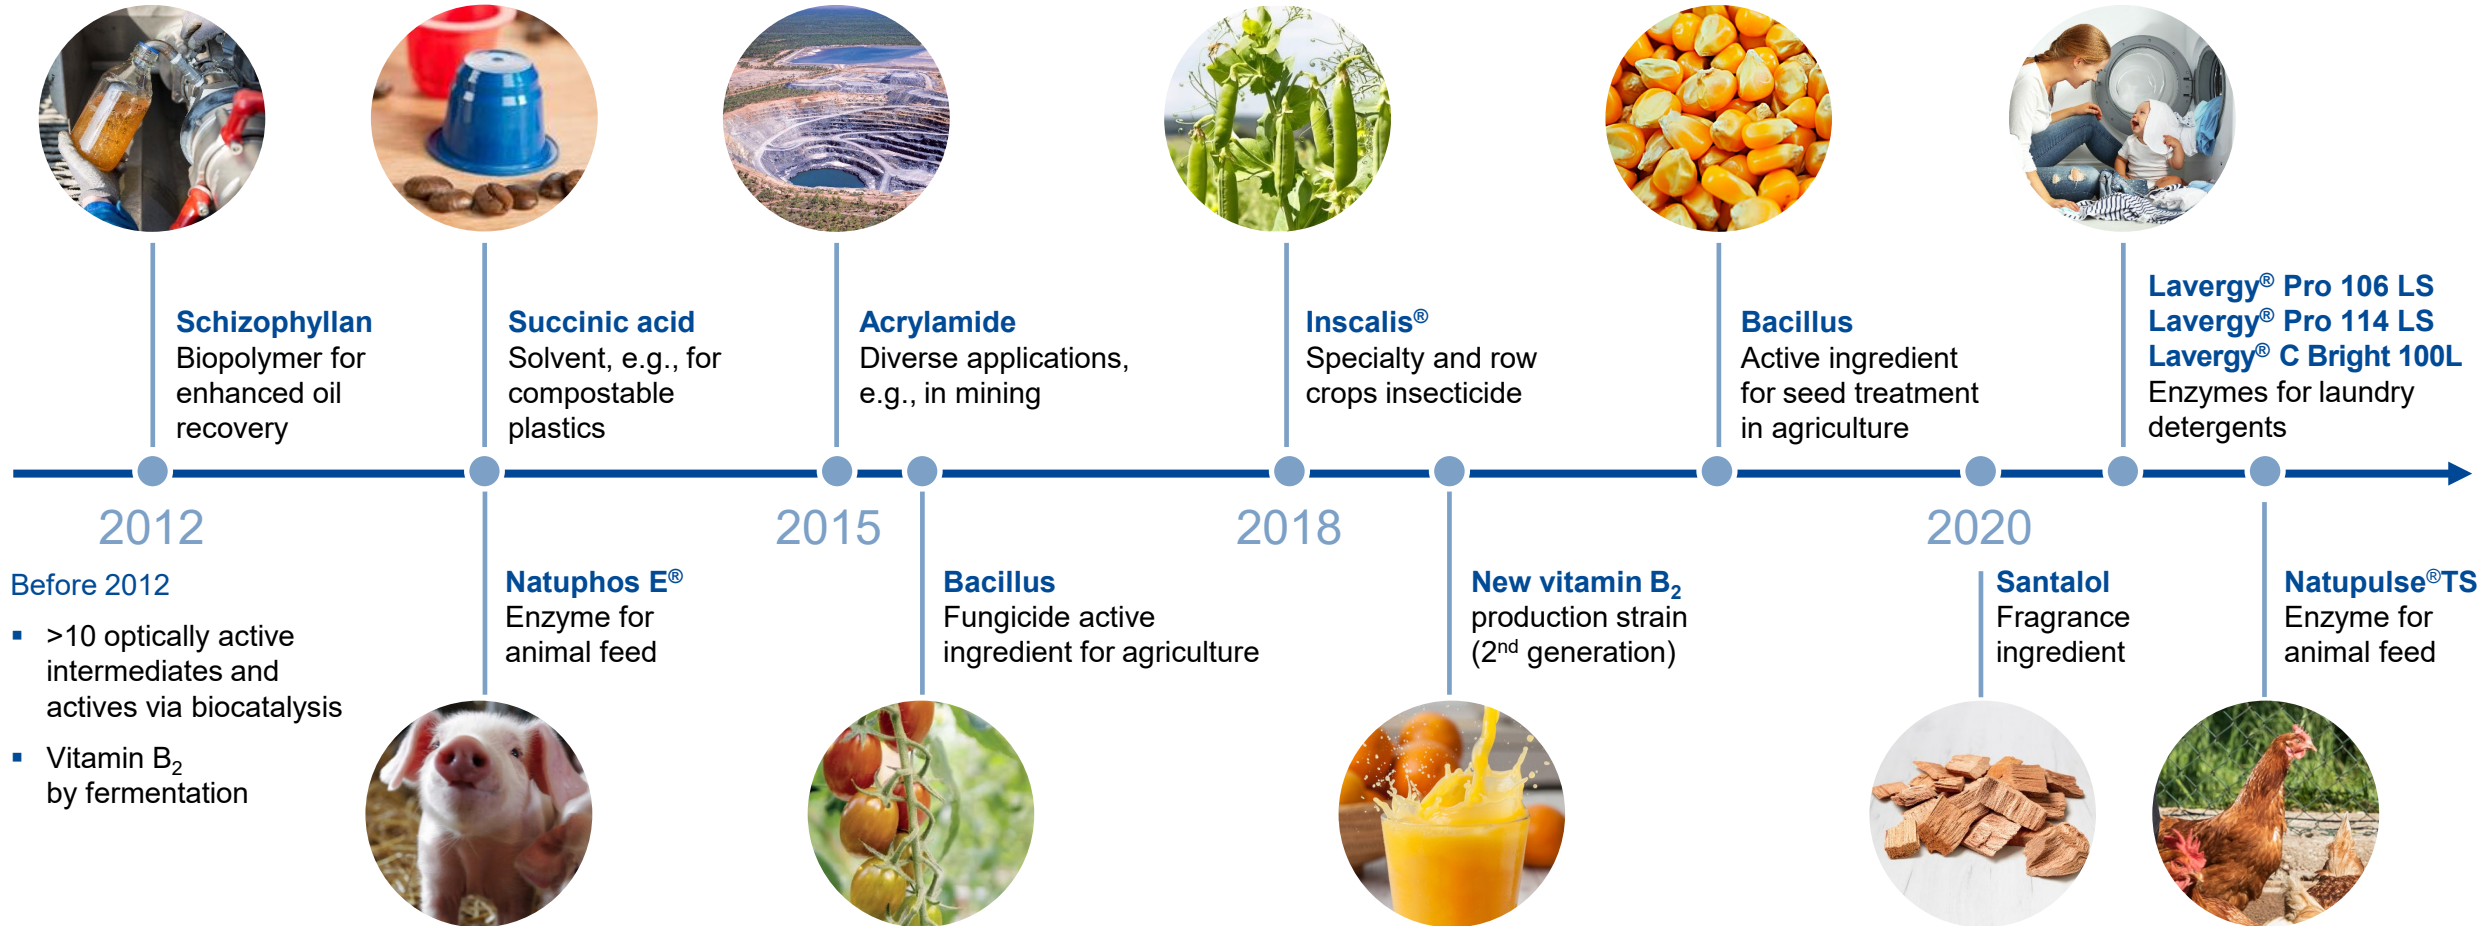 Schizophyllan
Biopolymer for
enhanced oil
recovery
Succinic acid
Solvent, e.g., for
compostable
plastics
Acrylamide
Diverse applications,
e.g., in mining
Inscalis®
Specialty and row
crops insecticide
Bacillus
Active ingredient
for seed treatment
in agriculture
Lavergy® Pro 106 LS
Lavergy® Pro 114 LS
Lavergy® C Bright 100L
Enzymes for laundry
detergents
2012
2015
2018
2020
Before 2012
▪ >10 optically active
intermediates and
actives via biocatalysis
▪ Vitamin B₂
by fermentation
Natuphos E®
Enzyme for
animal feed
Bacillus
Fungicide active
ingredient for agriculture
New vitamin B₂
production strain
(2nd generation)
Santalol
Fragrance
ingredient
Natupulse®TS
Enzyme for
animal feed